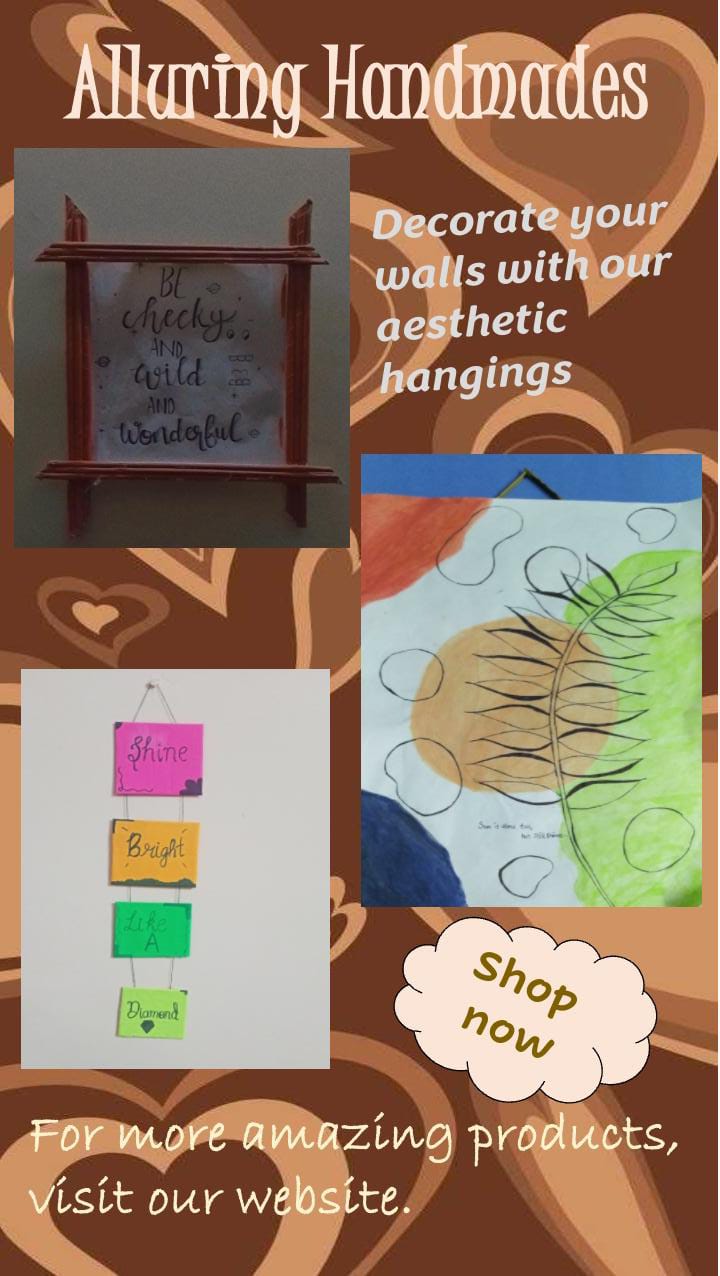 Alluring Handmades
Decorate your
walls with our
aesthetic
hangings
BE
cheeky
AND
wild
AND
wonderful
Shine
Bright
Like
A
Diamond
Shop
now
For more amazing products,
visit our website.